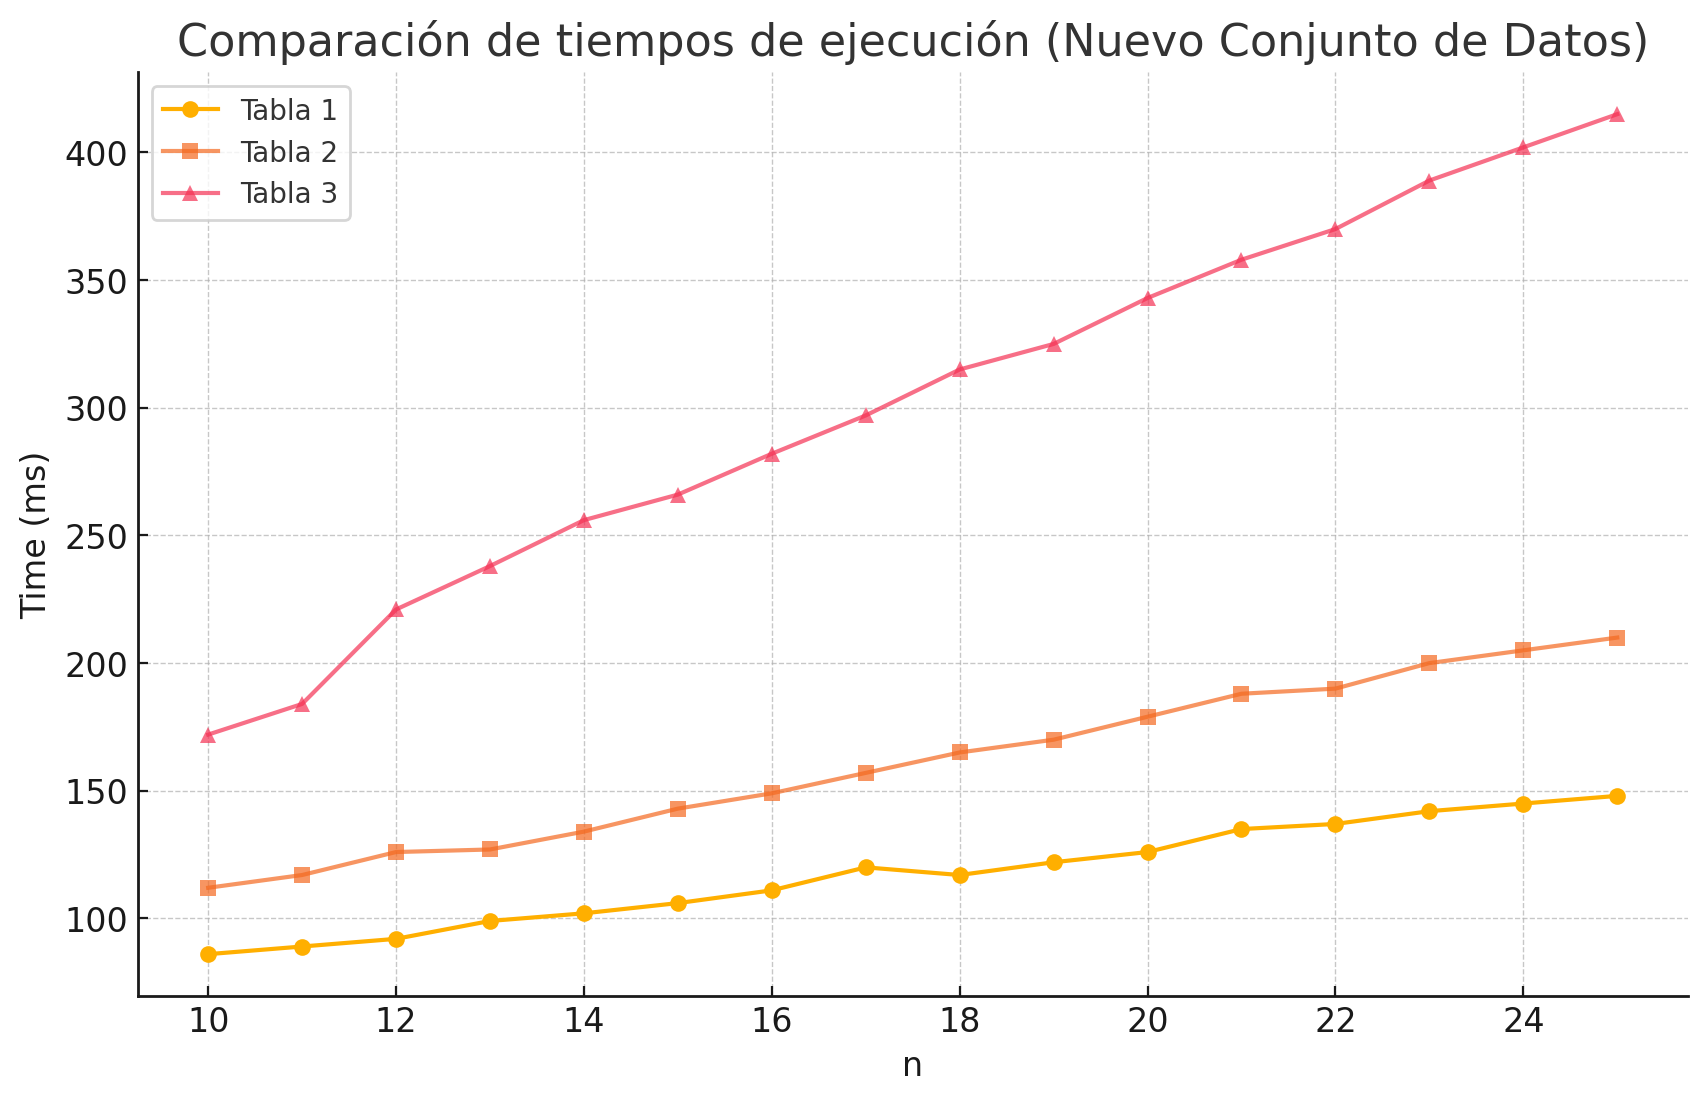 Comparación de tiempos de ejecución (Nuevo Conjunto de Datos)
Tabla 1
Tabla 2
Tabla 3
400
350
300
250
200
150
100
Time (ms)
10 12 14 16 18 20 22 24
n